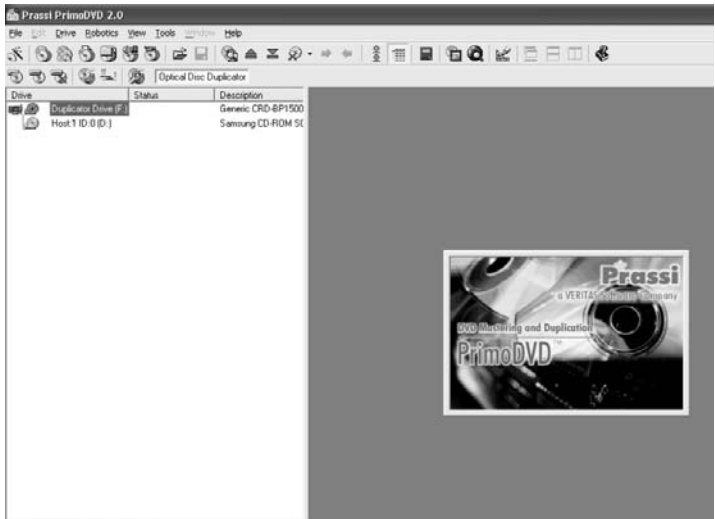 Prassi PrimoDVD 2.0
File Edit Drive Robotics View Tools Window Help
Optical Disc Duplicator
Drive Status Description
Duplicator Drive (F:) Generic CRD-BP1500
Host:1 ID:0 (D:) Samsung CD-ROM SC
Prassi
a VERITAS Software Company
DVD Mastering and Duplication
PrimoDVD™